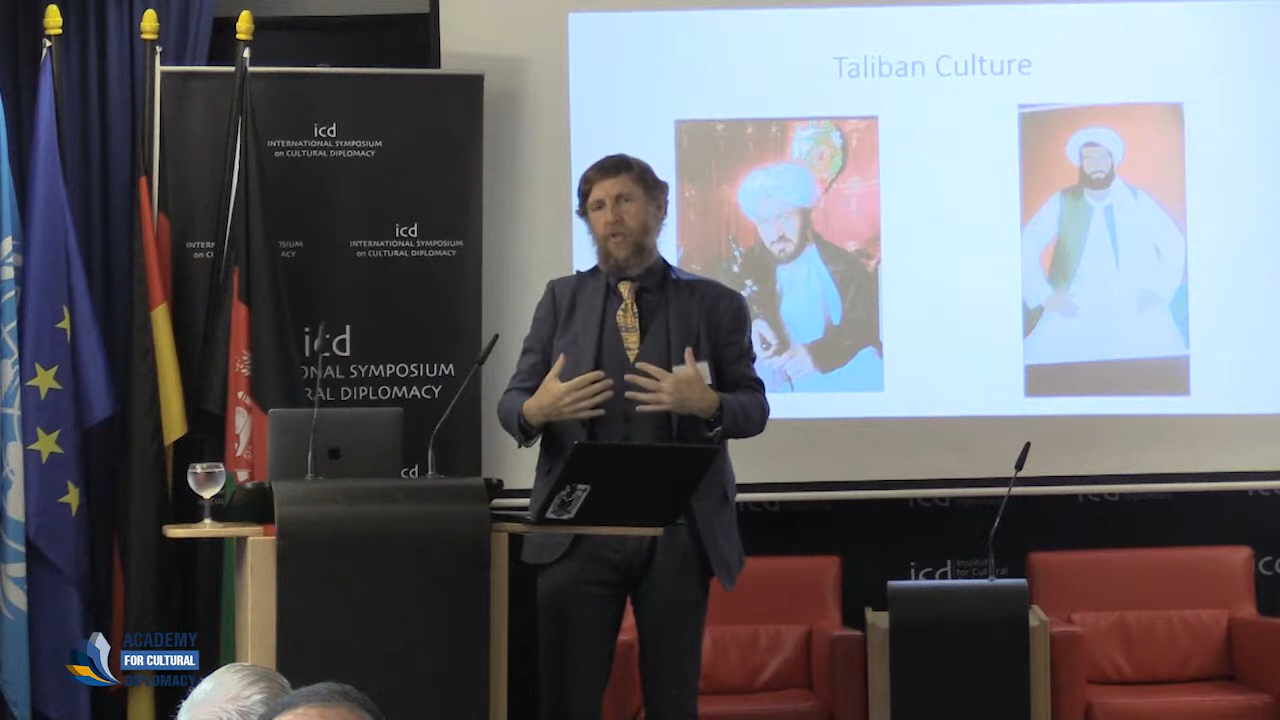 Taliban Culture
icd
INTERNATIONAL SYMPOSIUM
on CULTURAL DIPLOMACY
icd
INTERNATIONAL SYMPOSIUM
on CULTURAL DIPLOMACY
icd
ONAL SYMPOSIUM
RAL DIPLOMACY
icd
icd
ACADEMY
FOR CULTURAL
DIPLOMACY